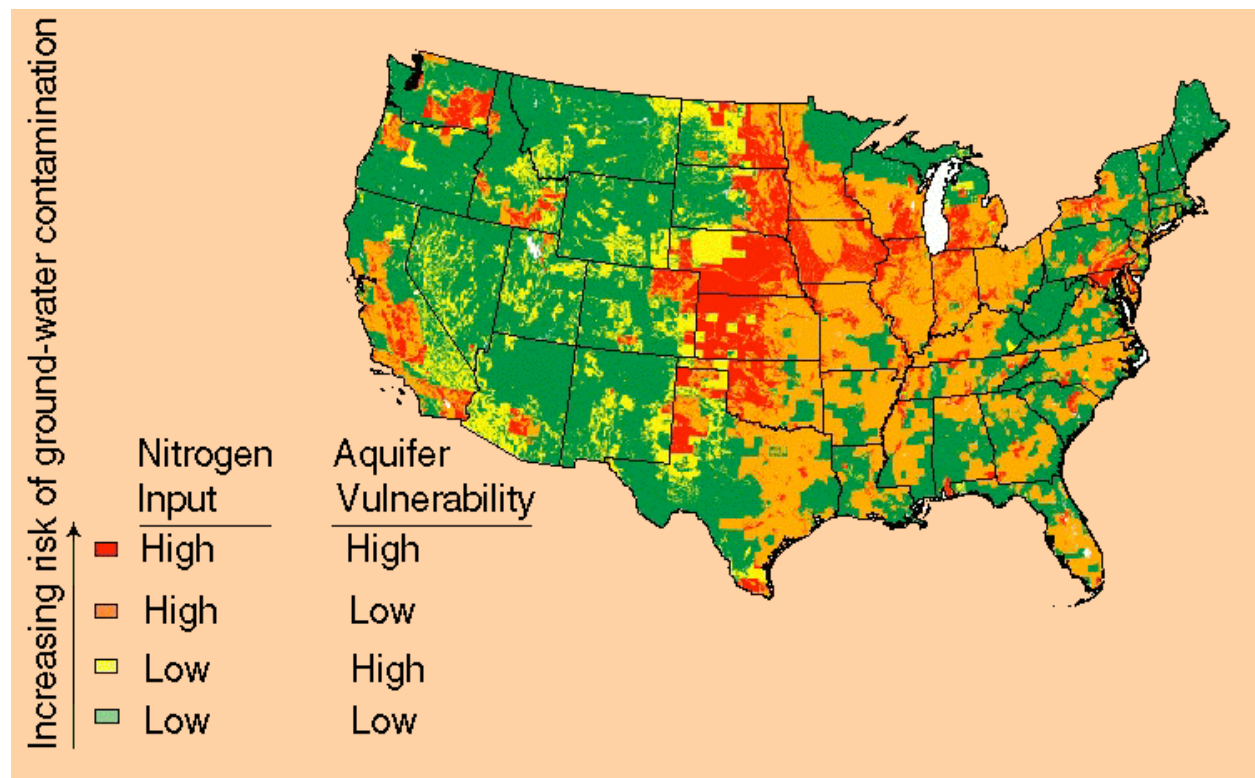 Increasing risk of ground-water contamination
Nitrogen Aquifer
Input Vulnerability
High High
High Low
Low High
Low Low